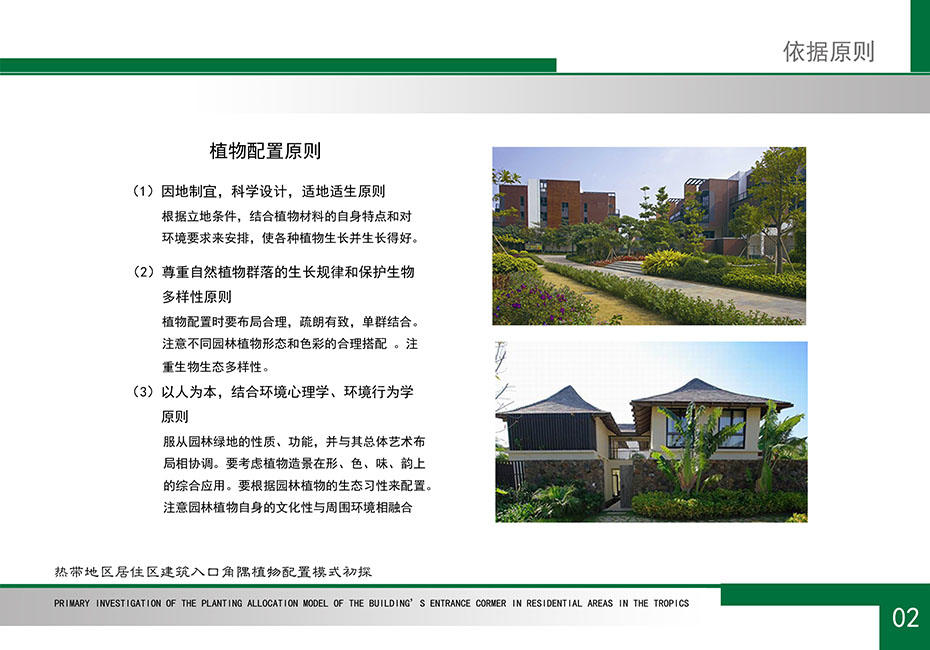 依据原则
植物配置原则
（1）因地制宜，科学设计，适地适生原则
根据立地条件，结合植物材料的自身特点和对
环境要求来安排，使各种植物生长并生长得好。
（2）尊重自然植物群落的生长规律和保护生物
多样性原则
植物配置时要布局合理，疏朗有致，单群结合。
注意不同园林植物形态和色彩的合理搭配 。注
重生物生态多样性。
（3）以人为本，结合环境心理学、环境行为学
原则
服从园林绿地的性质、功能，并与其总体艺术布
局相协调。要考虑植物造景在形、色、味、韵上
的综合应用。要根据园林植物的生态习性来配置。
注意园林植物自身的文化性与周围环境相融合
热带地区居住区建筑入口角隅植物配置模式初探
PRIMARY INVESTIGATION OF THE PLANTING ALLOCATION MODEL OF THE BUILDING'S ENTRANCE CORMER IN RESIDENTIAL AREAS IN THE TROPICS
02